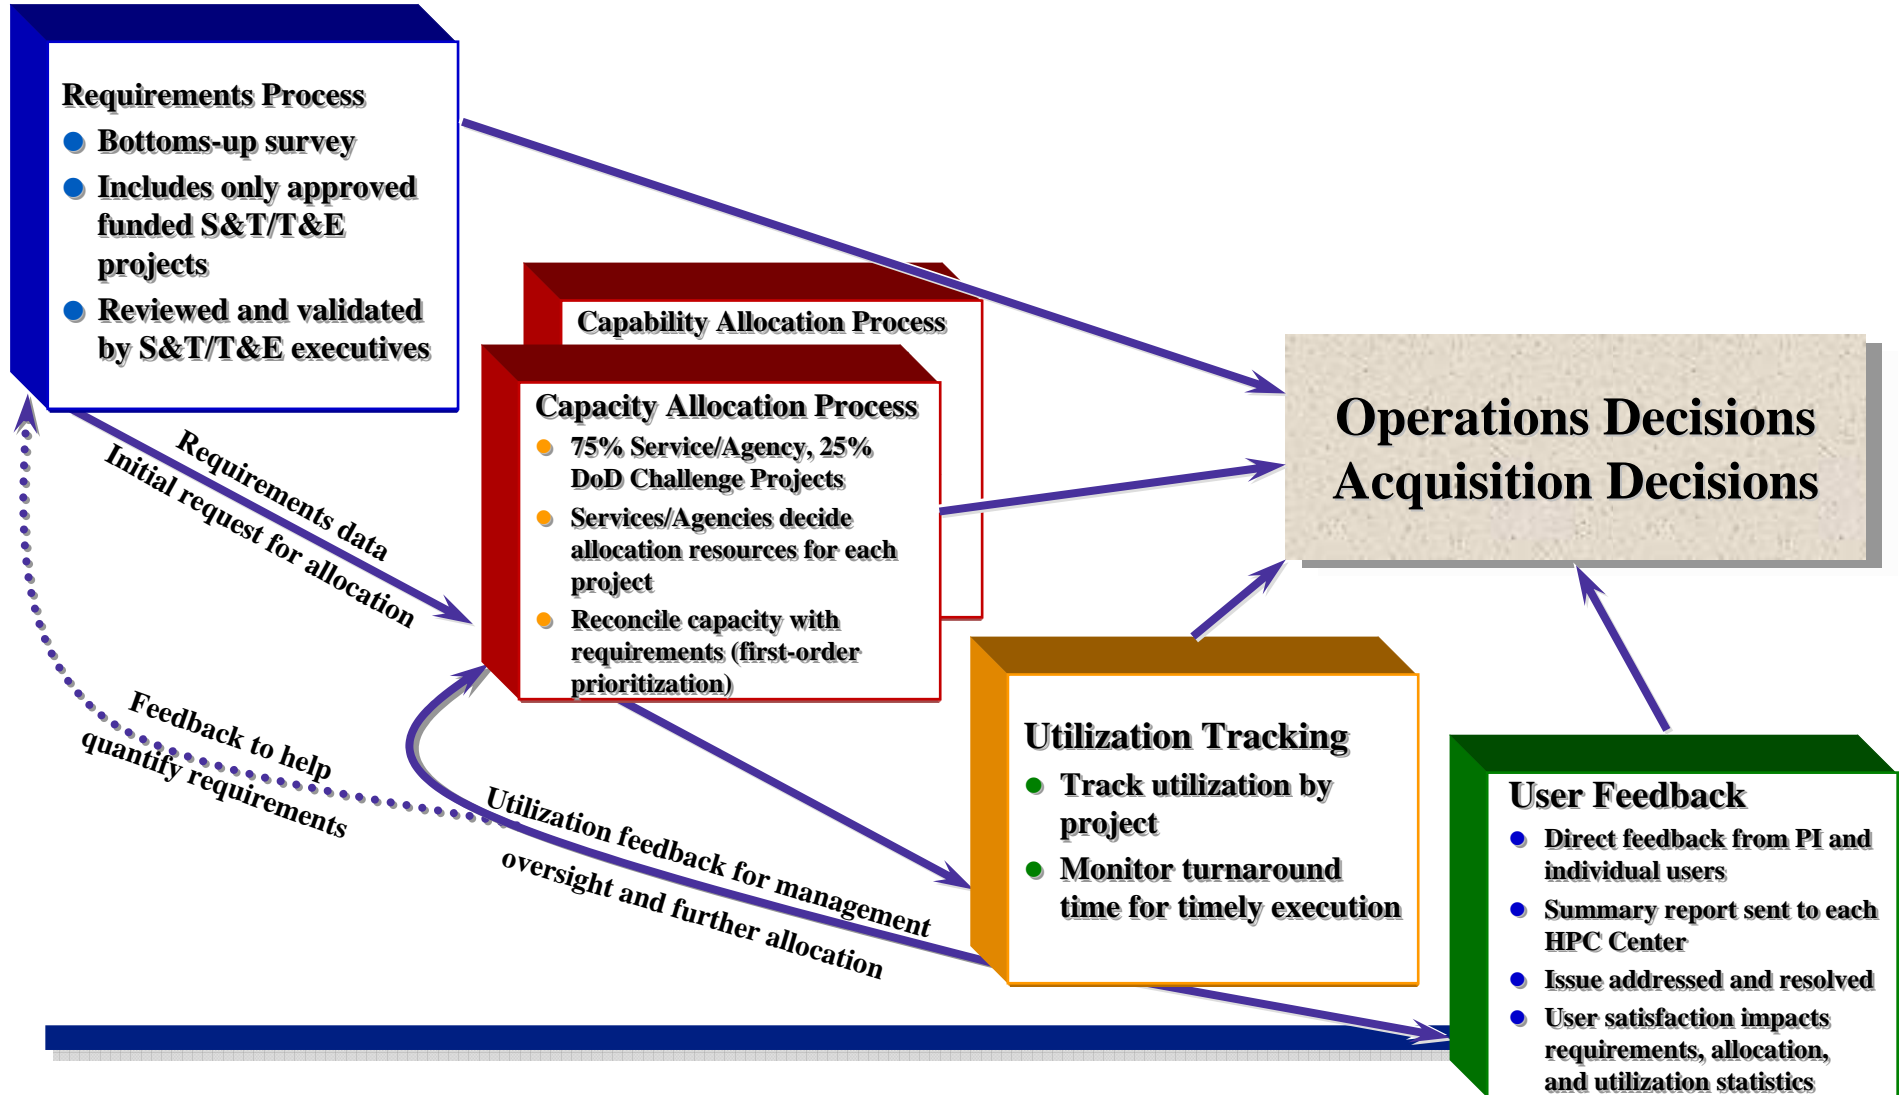 Requirements Process
Bottoms-up survey
Includes only approved
funded S&T/T&E
projects
Reviewed and validated
by S&T/T&E executives
Capability Allocation Process
Capacity Allocation Process
75% Service/Agency, 25%
DoD Challenge Projects
Services/Agencies decide
allocation resources for each
project
Reconcile capacity with
requirements (first-order
prioritization)
Operations Decisions
Acquisition Decisions
Requirements data
Initial request for allocation
Feedback to help
quantify requirements
Utilization feedback for management
oversight and further allocation
Utilization Tracking
Track utilization by
project
Monitor turnaround
time for timely execution
User Feedback
Direct feedback from PI and
individual users
Summary report sent to each
HPC Center
Issue addressed and resolved
User satisfaction impacts
requirements, allocation,
and utilization statistics